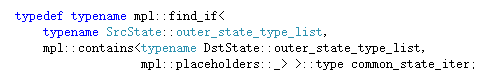 typedef typename mpl::find_if<
typename SrcState::outer_state_type_list,
mpl::contains<typename DstState::outer_state_type_list,
mpl::placeholders::_> >::type common_state_iter;